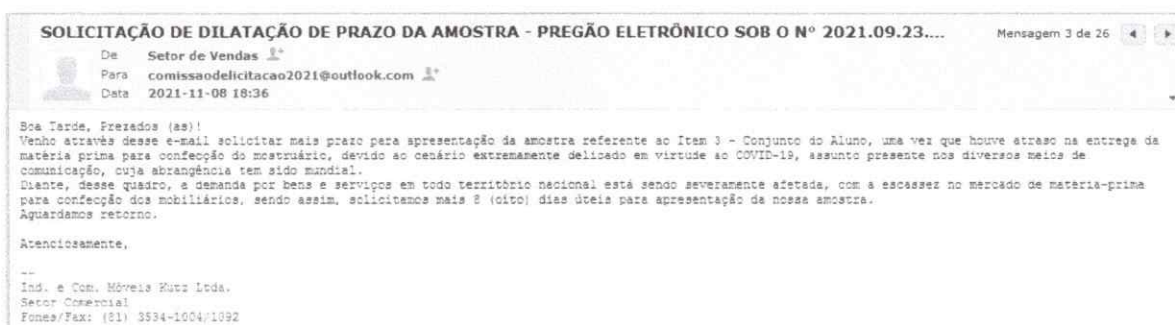 SOLICITAÇÃO DE DILATAÇÃO DE PRAZO DA AMOSTRA - PREGÃO ELETRÔNICO SOB O Nº 2021.09.23.... Mensagem 3 de 26
De Setor de Vendas
Para comissaodelicitacao2021@outlook.com
Data 2021-11-08 18:36
Boa Tarde, Prezados (as)!
Venho através desse e-mail solicitar mais prazo para apresentação da amostra referente ao Item 3 - Conjunto do Aluno, uma vez que houve atraso na entrega da
matéria prima para confecção do mostruário, devido ao cenário extremamente delicado em virtude ao COVID-19, assunto presente nos diversos meios de
comunicação, cuja abrangência tem sido mundial.
Diante, desse quadro, a demanda por bens e serviços em todo território nacional está sendo severamente afetada, com a escassez no mercado de matéria-prima
para confecção dos mobiliários, sendo assim, solicitamos mais 8 (oito) dias úteis para apresentação da nossa amostra.
Aguardamos retorno.
Atenciosamente,
--
Ind. e Com. Móveis Kutz Ltda.
Setor Comercial
Fones/Fax: (81) 3534-1004/1092